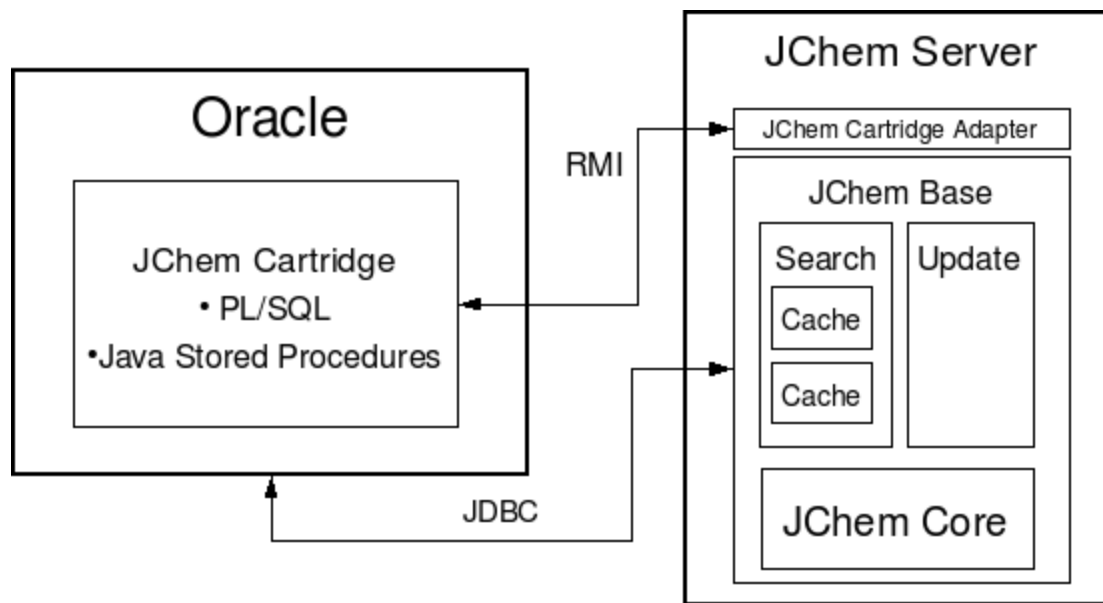 Oracle
JChem Cartridge
• PL/SQL
•Java Stored Procedures
RMI
JDBC
JChem Server
JChem Cartridge Adapter
JChem Base
Search
Cache
Cache
Update
JChem Core